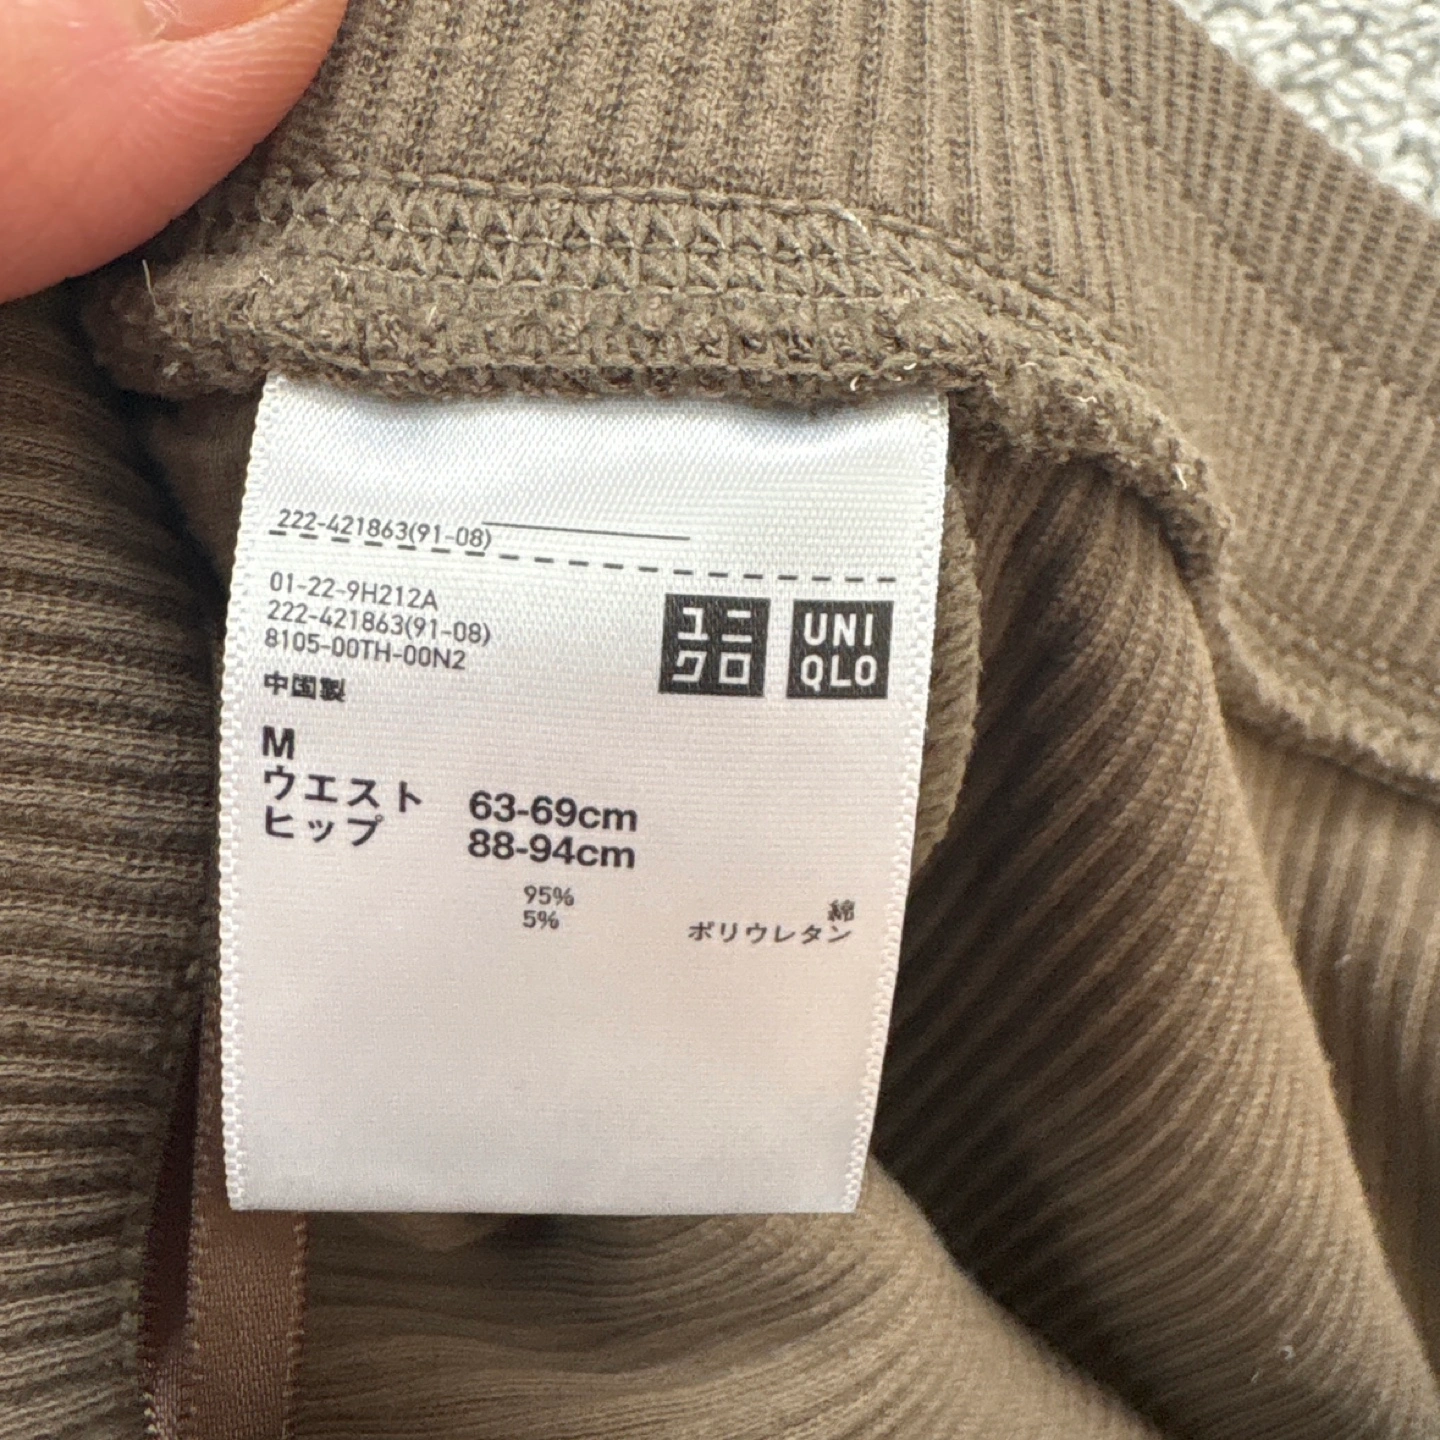 222-421863(91-08)
01-22-9H212A
222-421863(91-08)
8105-00TH-00N2
中国製
ユニ
クロ
UNI
QLO
M
ウエスト 63-69cm
ヒップ 88-94cm
95% 綿
5% ポリウレタン